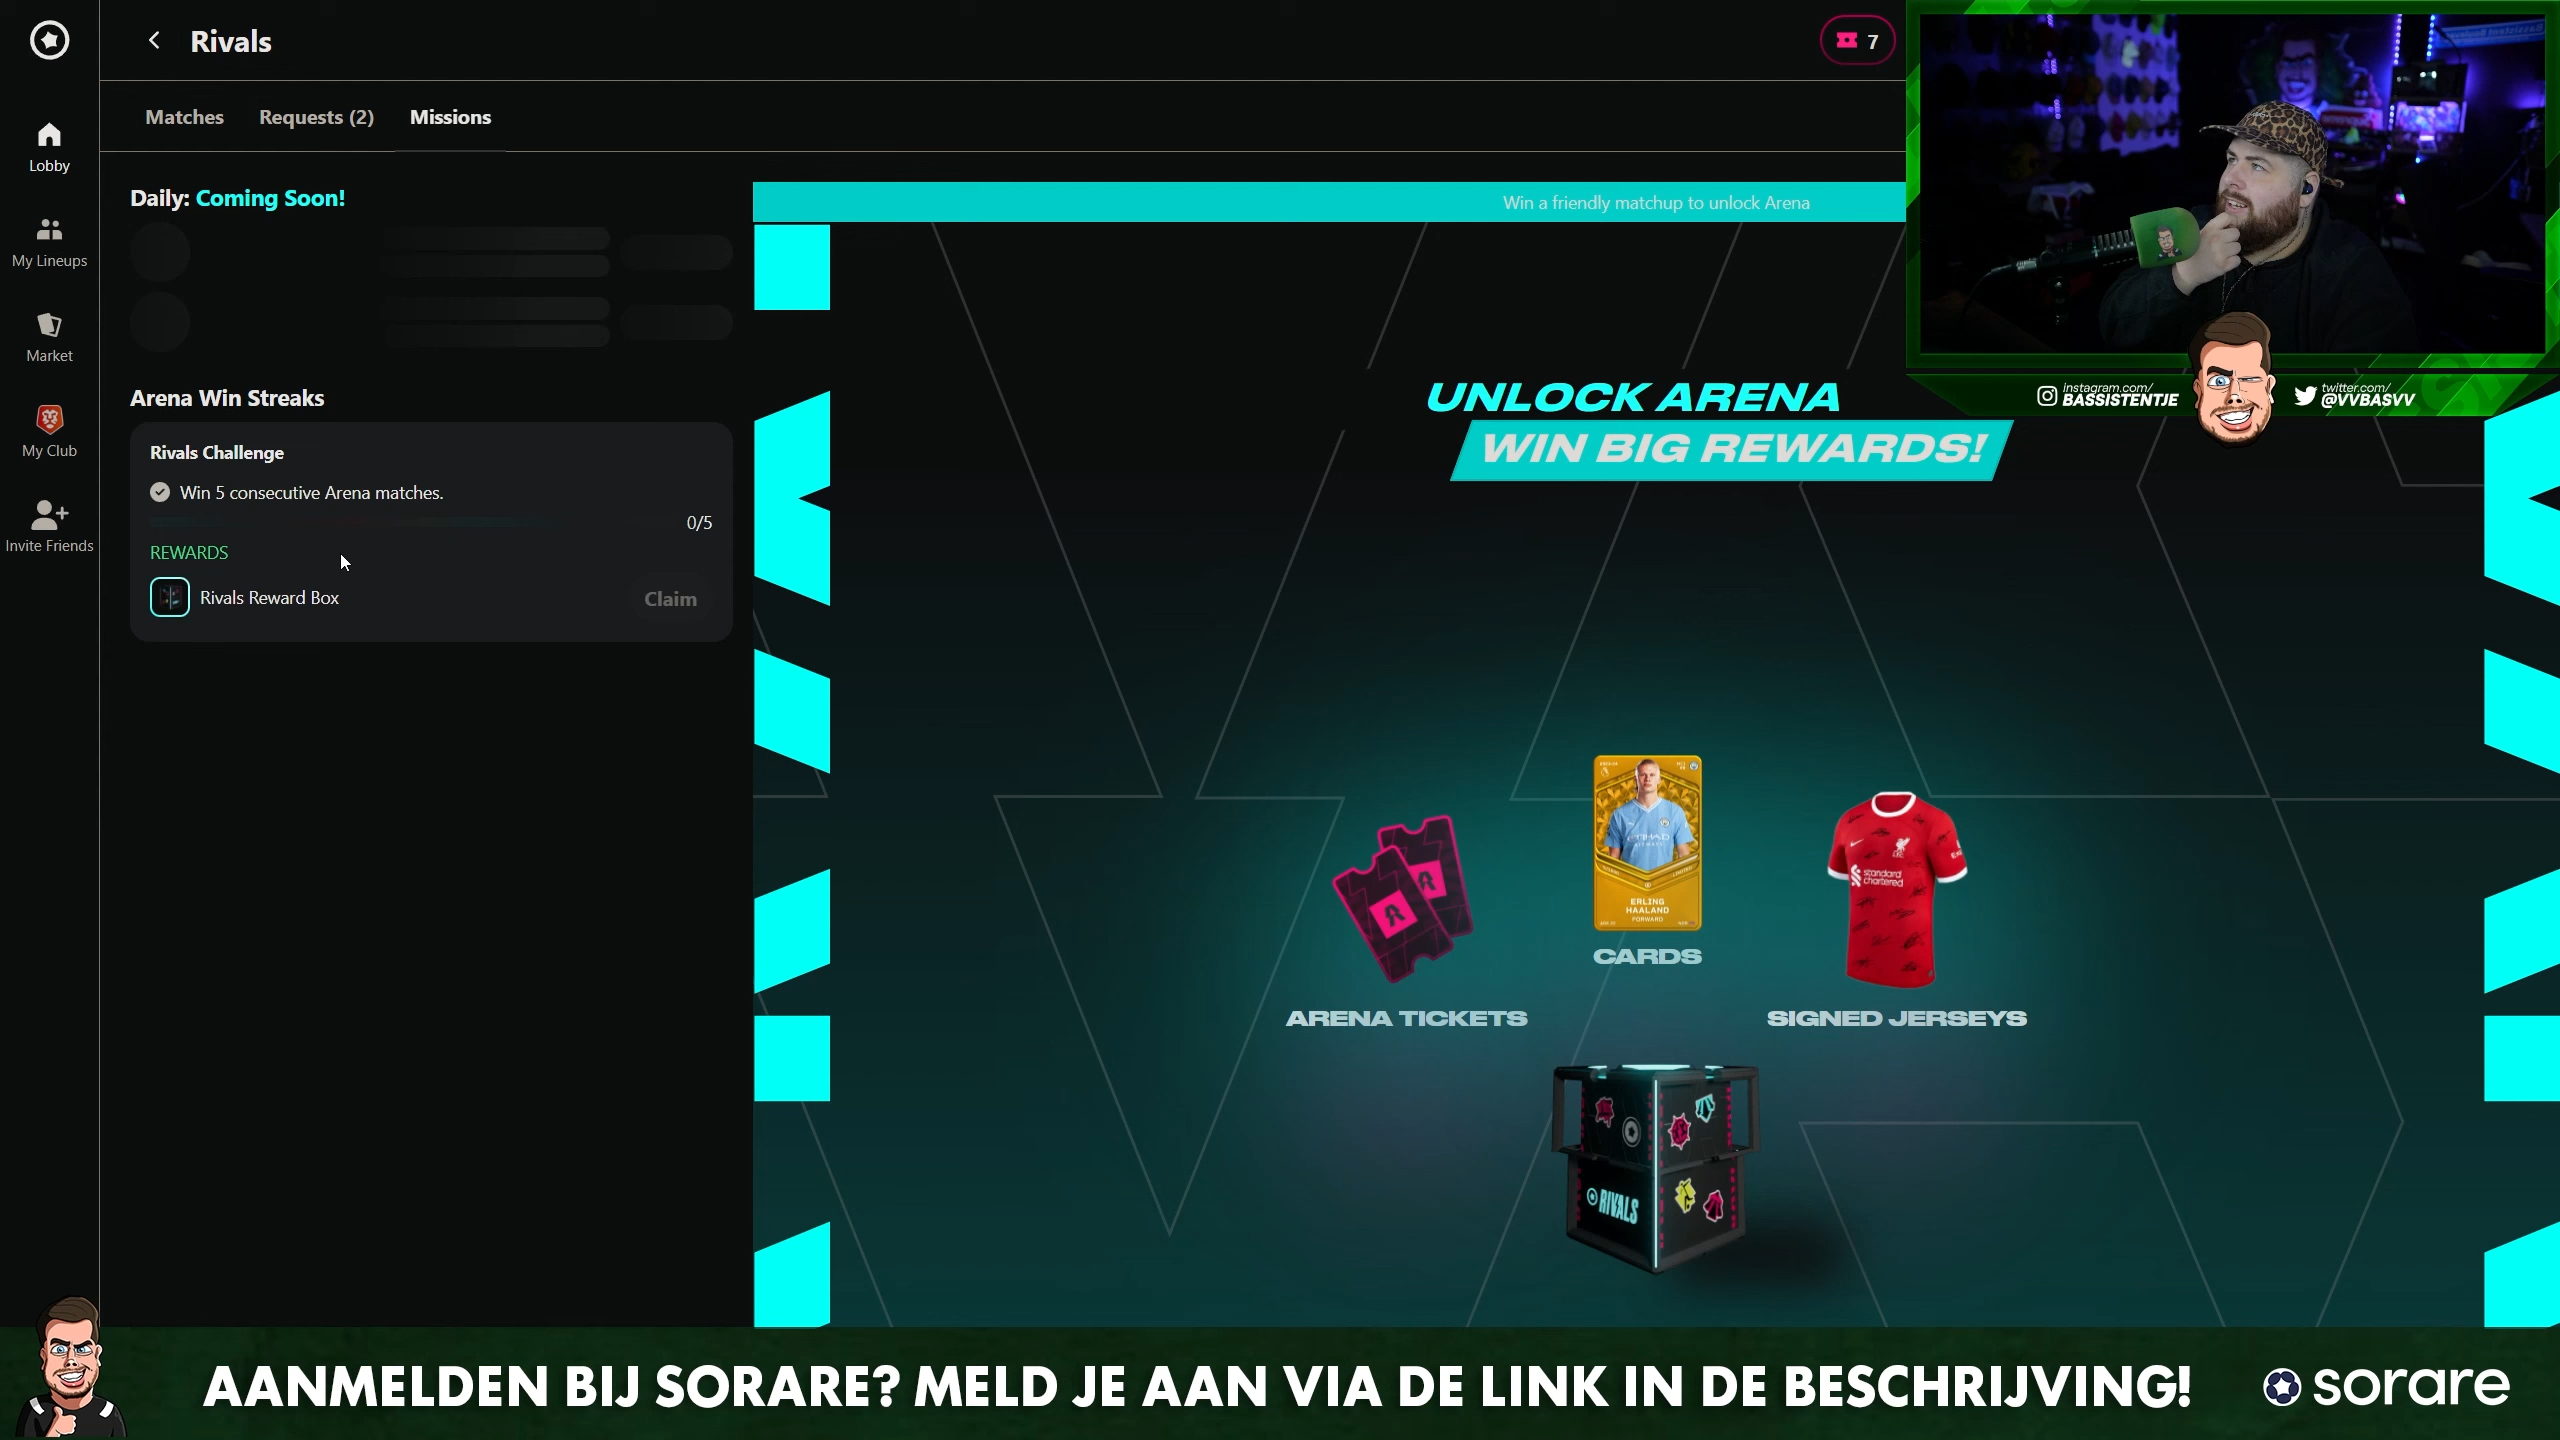 Rivals
7
Matches
Requests (2)
Missions
Lobby
My Lineups
Market
My Club
Invite Friends
Daily: Coming Soon!
Arena Win Streaks
Rivals Challenge
Win 5 consecutive Arena matches.
0/5
REWARDS
Rivals Reward Box
Claim
Win a friendly matchup to unlock Arena
UNLOCK ARENA
WIN BIG REWARDS!
instagram.com/
BASSISTENTJE
twitter.com/
@VVBASVV
ERLING
HAALAND
FORWARD
standard
chartered
CARDS
ARENA TICKETS
SIGNED JERSEYS
RIVALS
AANMELDEN BIJ SORARE? MELD JE AAN VIA DE LINK IN DE BESCHRIJVING!
sorare